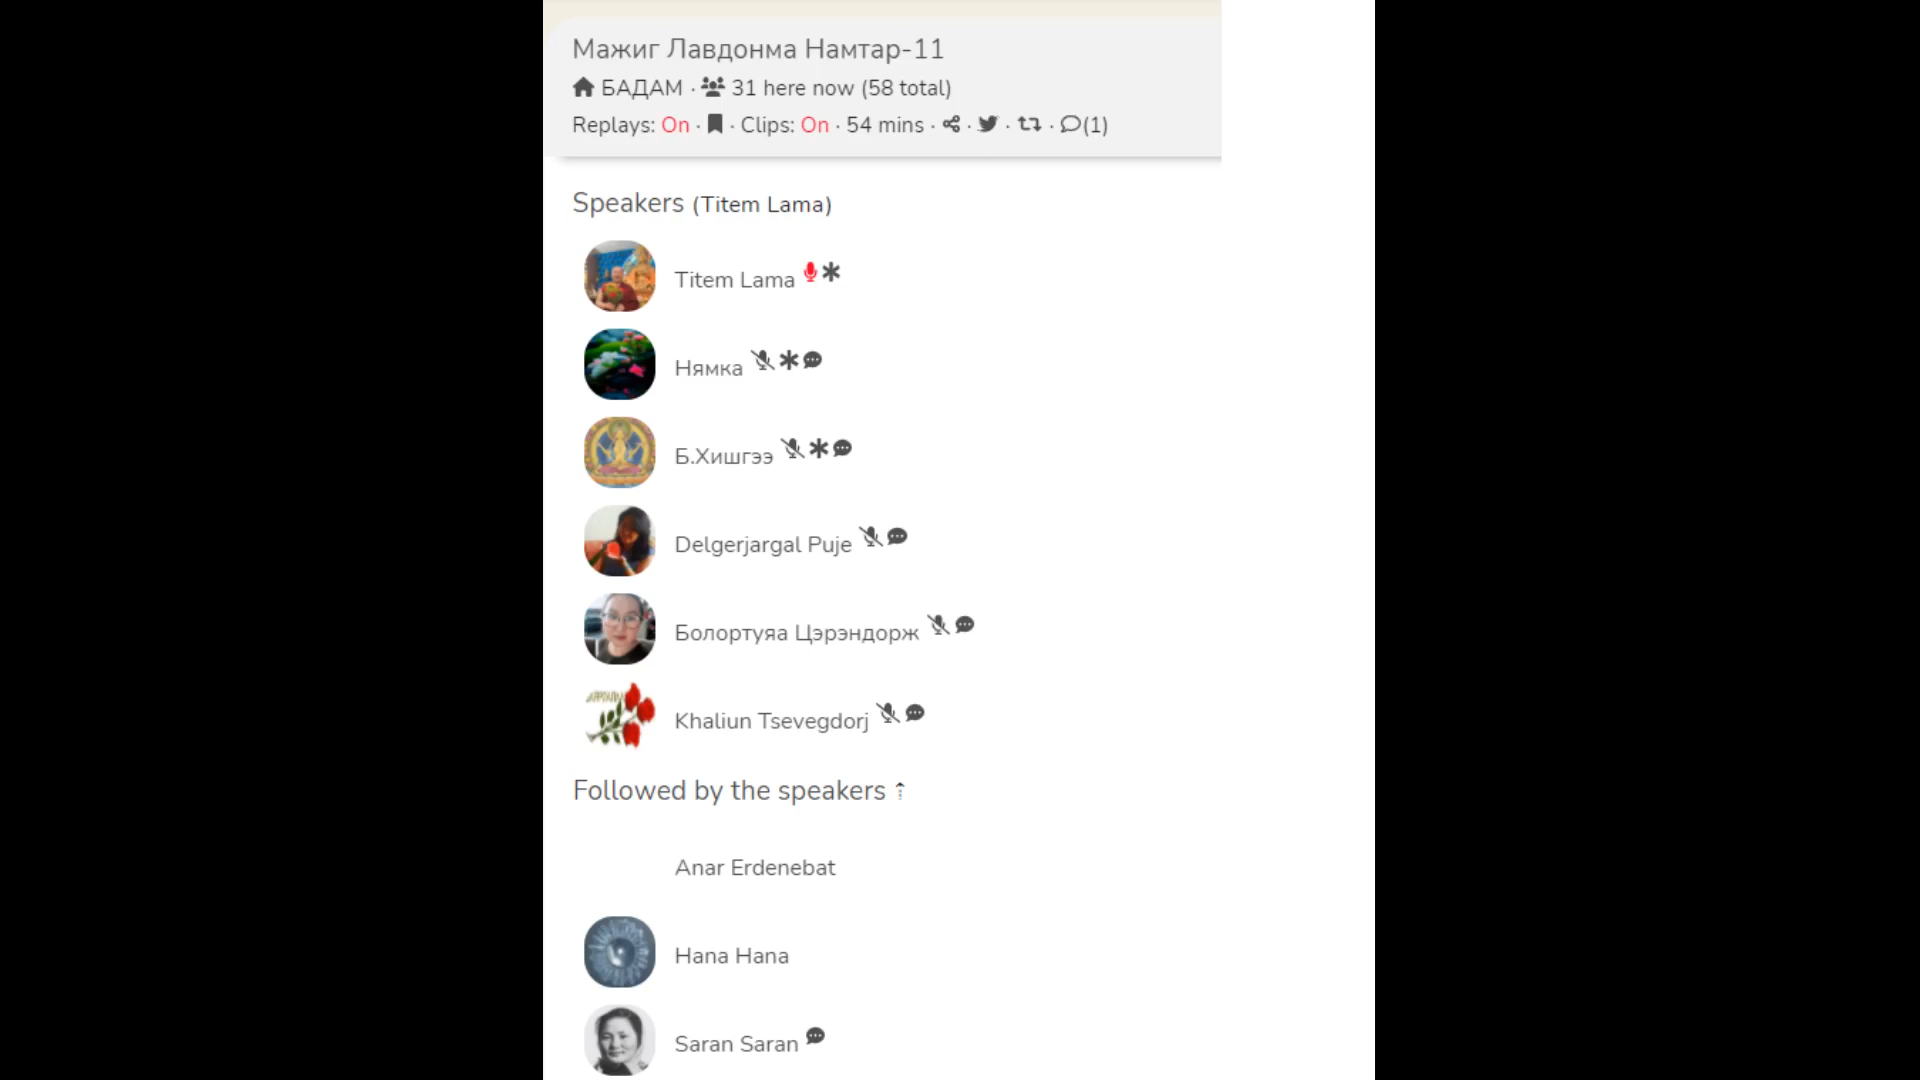 Мажиг Лавдонма Намтар-11
БАДАМ · 31 here now (58 total)
Replays: On · · Clips: On · 54 mins · · · · (1)
Speakers (Titem Lama)
Titem Lama
Нямка
Б.Хишгээ
Delgerjargal Puje
Болортуяа Цэрэндорж
Khaliun Tsevegdorj
Followed by the speakers
Anar Erdenebat
Hana Hana
Saran Saran